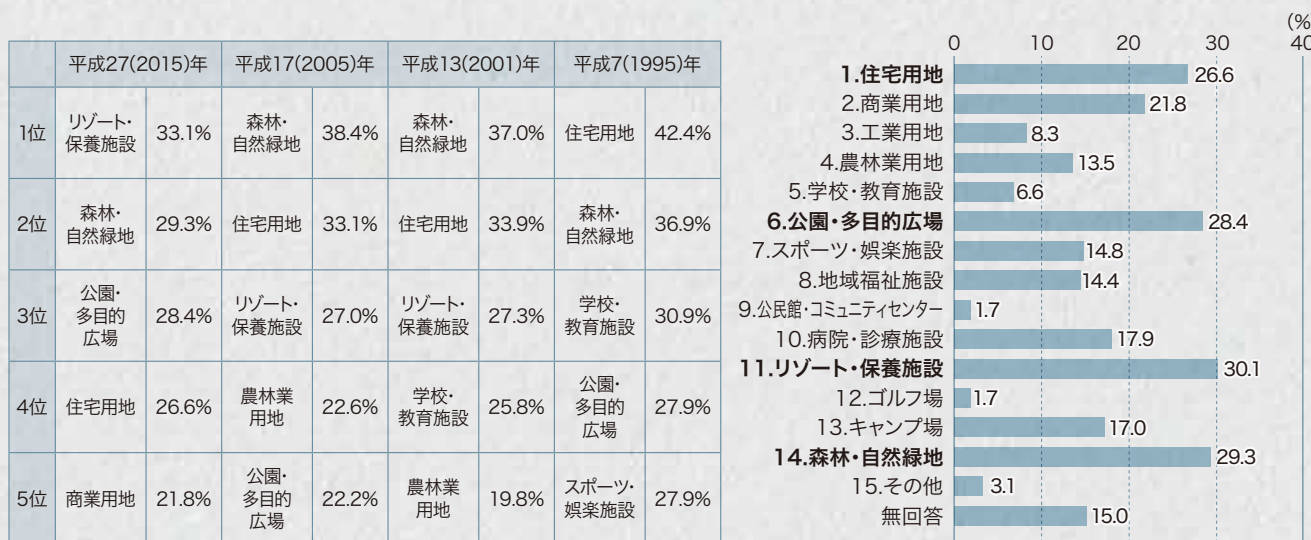 平成27(2015)年 平成17(2005)年 平成13(2001)年 平成7(1995)年
1位 リゾート・保養施設 33.1% 森林・自然緑地 38.4% 森林・自然緑地 37.0% 住宅用地 42.4%
2位 森林・自然緑地 29.3% 住宅用地 33.1% 住宅用地 33.9% 森林・自然緑地 36.9%
3位 公園・多目的広場 28.4% リゾート・保養施設 27.0% リゾート・保養施設 27.3% 学校・教育施設 30.9%
4位 住宅用地 26.6% 農林業用地 22.6% 学校・教育施設 25.8% 公園・多目的広場 27.9%
5位 商業用地 21.8% 公園・多目的広場 22.2% 農林業用地 19.8% スポーツ・娯楽施設 27.9%
(%
0 10 20 30 40
1.住宅用地 26.6
2.商業用地 21.8
3.工業用地 8.3
4.農林業用地 13.5
5.学校・教育施設 6.6
6.公園・多目的広場 28.4
7.スポーツ・娯楽施設 14.8
8.地域福祉施設 14.4
9.公民館・コミュニティセンター 1.7
10.病院・診療施設 17.9
11.リゾート・保養施設 30.1
12.ゴルフ場 1.7
13.キャンプ場 17.0
14.森林・自然緑地 29.3
15.その他 3.1
無回答 15.0